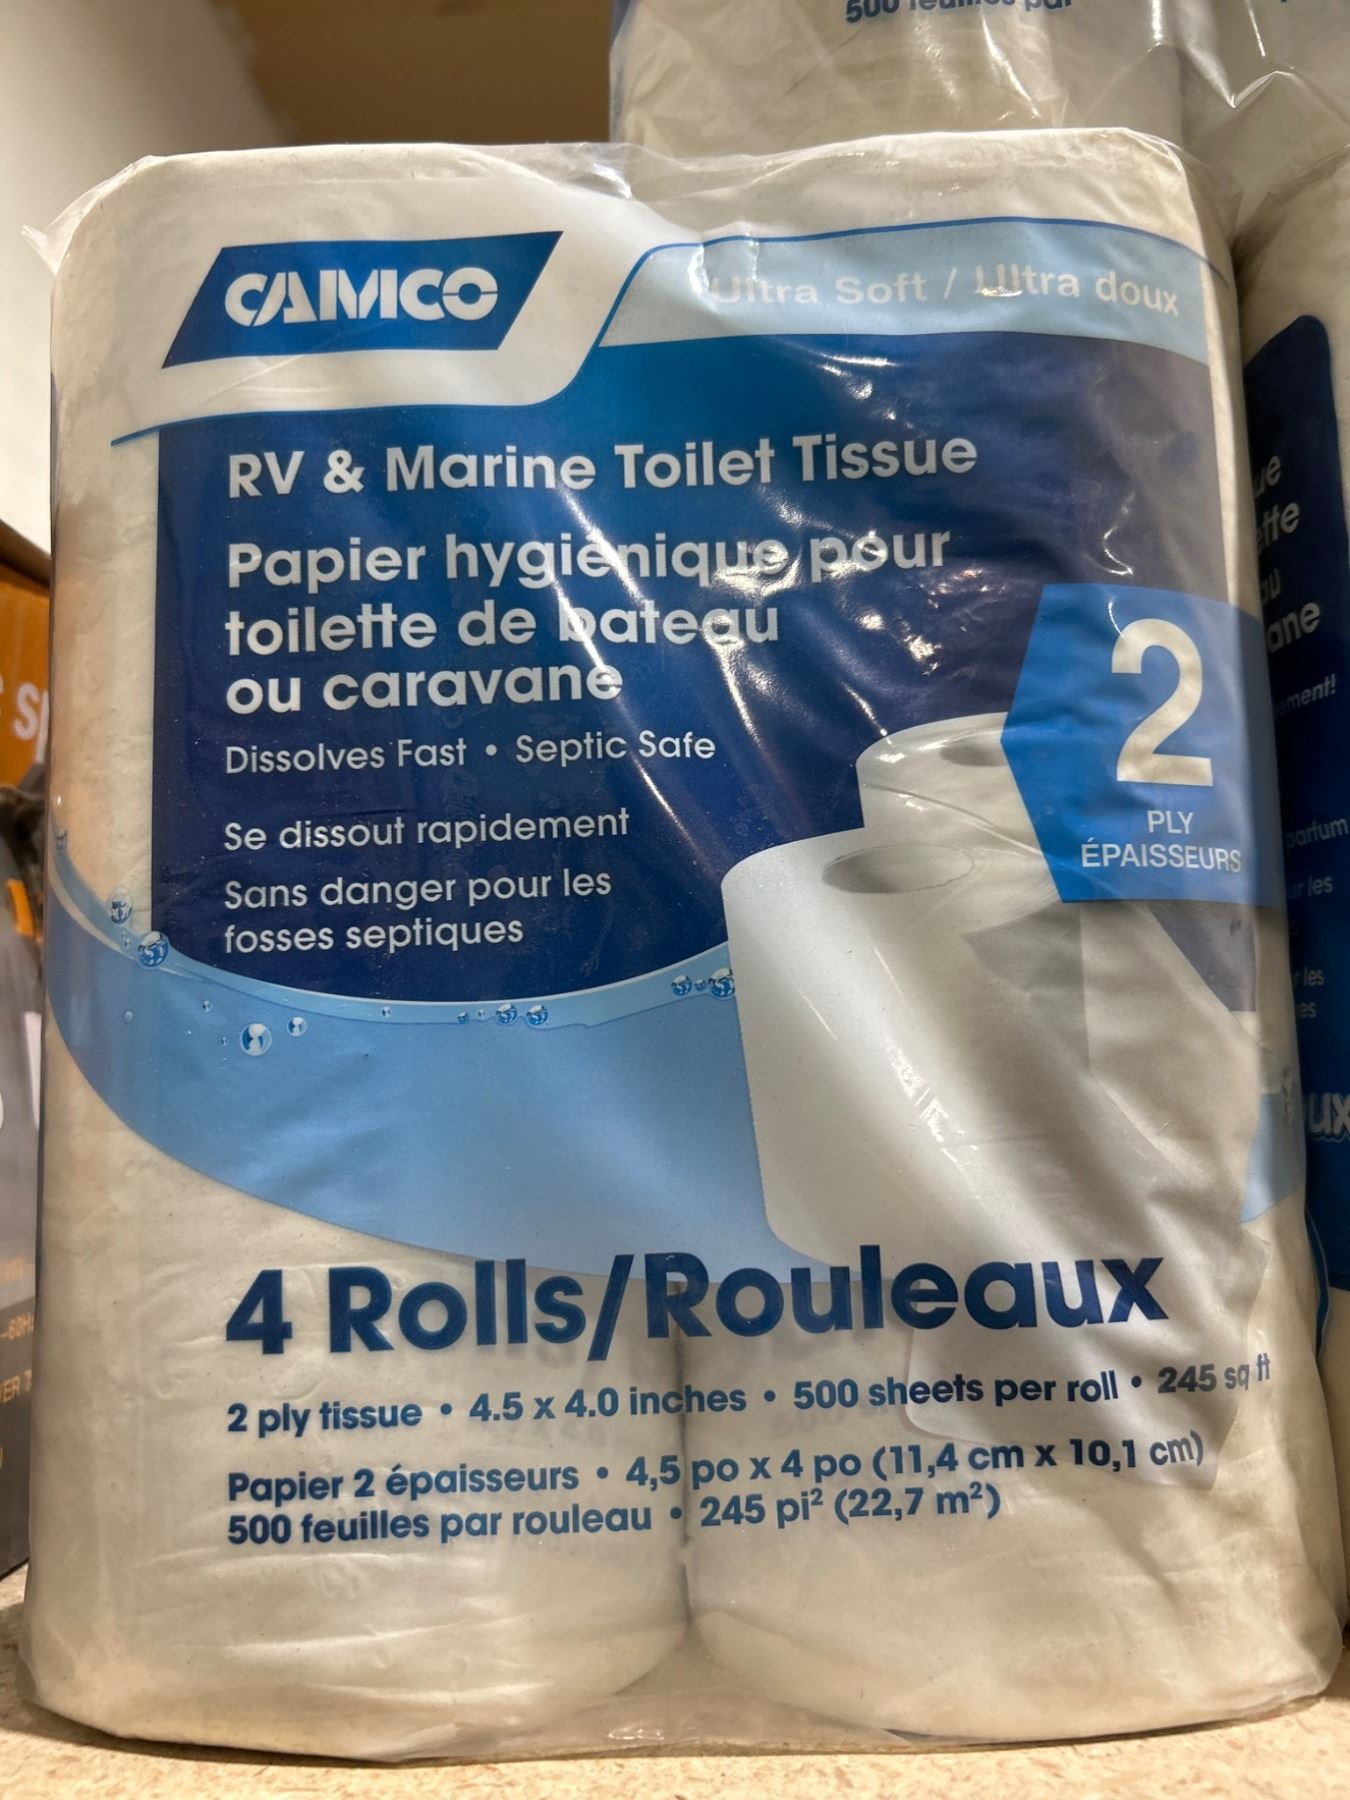 500 feuilles par
CAMCO
Ultra Soft / Ultra doux
RV & Marine Toilet Tissue
Papier hygiénique pour
toilette de bateau
ou caravane
Dissolves Fast • Septic Safe
Se dissout rapidement
Sans danger pour les
fosses septiques
2
PLY
ÉPAISSEURS
4 Rolls/Rouleaux
2 ply tissue • 4.5 x 4.0 inches • 500 sheets per roll • 245 sq ft
Papier 2 épaisseurs • 4,5 po x 4 po (11,4 cm x 10,1 cm)
500 feuilles par rouleau • 245 pi² (22,7 m²)